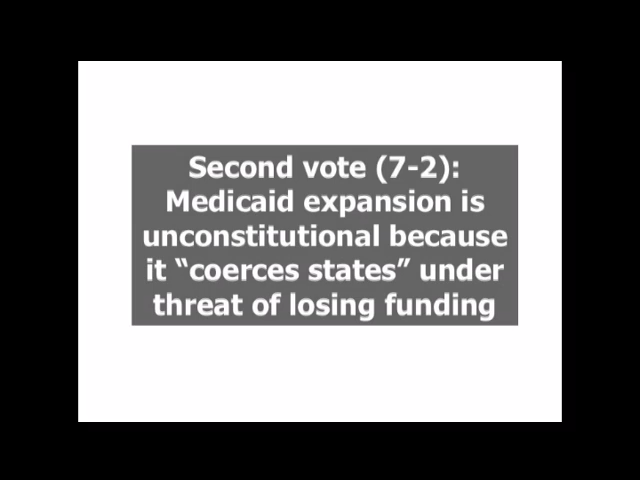 Second vote (7-2):
Medicaid expansion is
unconstitutional because
it “coerces states” under
threat of losing funding